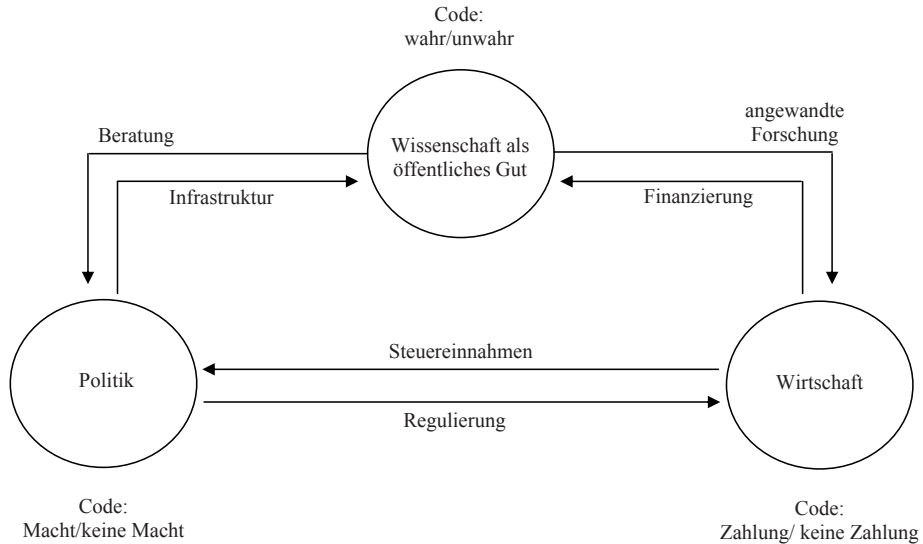 Code:
wahr/unwahr
angewandte
Forschung
Beratung
Wissenschaft als
öffentliches Gut
Infrastruktur
Finanzierung
Steuereinnahmen
Politik
Wirtschaft
Regulierung
Code:
Macht/keine Macht
Code:
Zahlung/ keine Zahlung